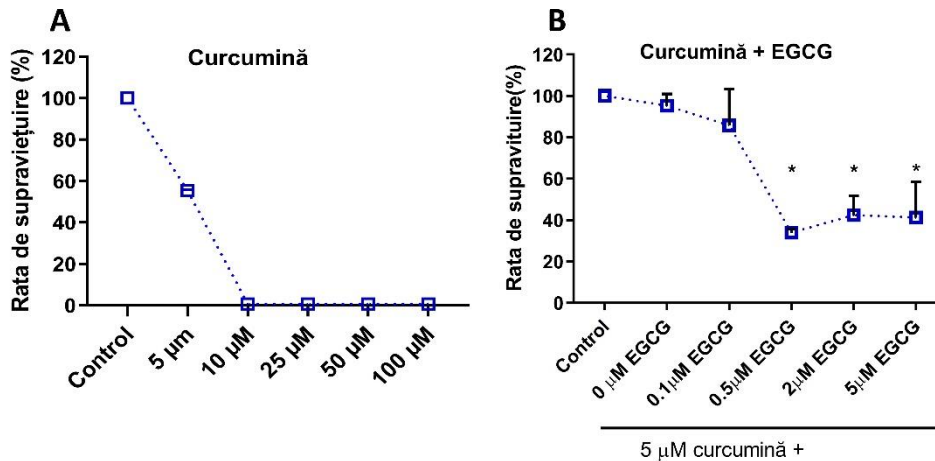 A
Curcumină
Rata de supraviețuire (%)
120
100
80
60
40
20
0
Control
5 µm
10 µM
25 µM
50 µM
100 µM
B
Curcumină + EGCG
Rata de supravituire(%)
120
100
80
60
40
20
0
*
*
*
Control
0 µM EGCG
0.1µM EGCG
0.5µM EGCG
2µM EGCG
5µM EGCG
5 µM curcumină +